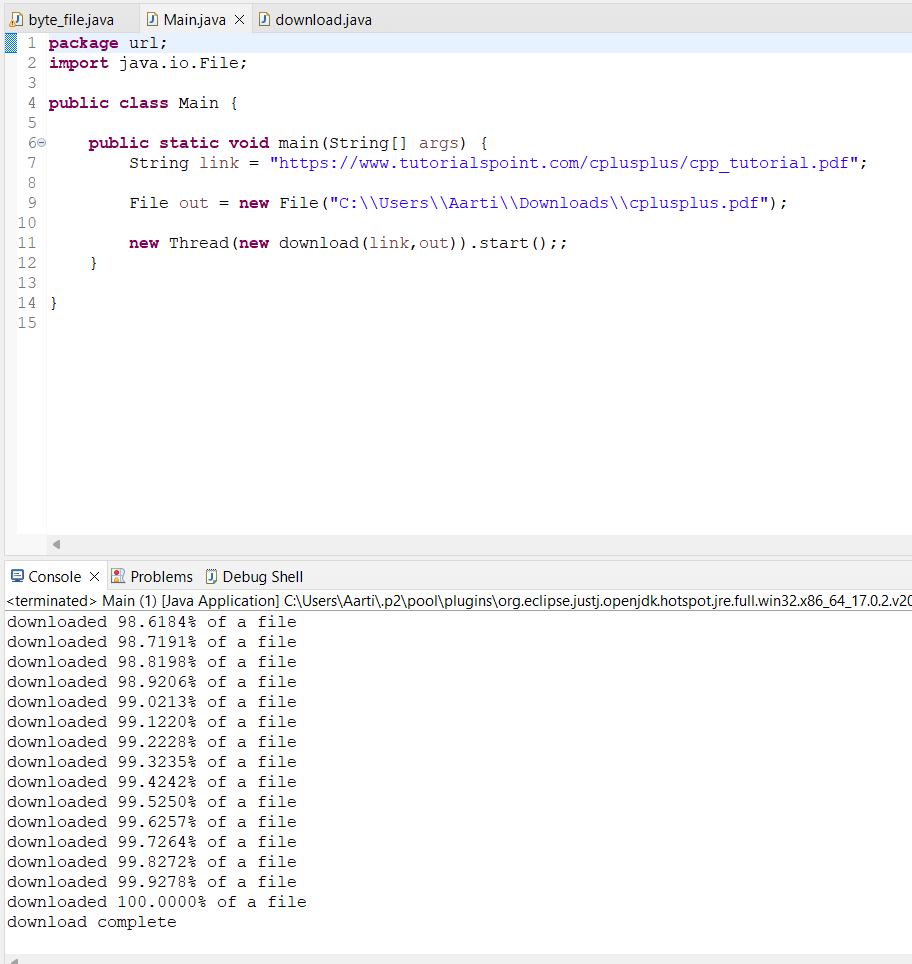 byte_file.java Main.java download.java
1 package url;
2 import java.io.File;
3
4 public class Main {
5
6 public static void main(String[] args) {
7 String link = "https://www.tutorialspoint.com/cplusplus/cpp_tutorial.pdf";
8
9 File out = new File("C:\\Users\\Aarti\\Downloads\\cplusplus.pdf");
10
11 new Thread(new download(link,out)).start();;
12 }
13
14 }
15
Console Problems Debug Shell
<terminated> Main (1) [Java Application] C:\Users\Aarti\.p2\pool\plugins\org.eclipse.justj.openjdk.hotspot.jre.full.win32.x86_64_17.0.2.v20
downloaded 98.6184% of a file
downloaded 98.7191% of a file
downloaded 98.8198% of a file
downloaded 98.9206% of a file
downloaded 99.0213% of a file
downloaded 99.1220% of a file
downloaded 99.2228% of a file
downloaded 99.3235% of a file
downloaded 99.4242% of a file
downloaded 99.5250% of a file
downloaded 99.6257% of a file
downloaded 99.7264% of a file
downloaded 99.8272% of a file
downloaded 99.9278% of a file
downloaded 100.0000% of a file
download complete